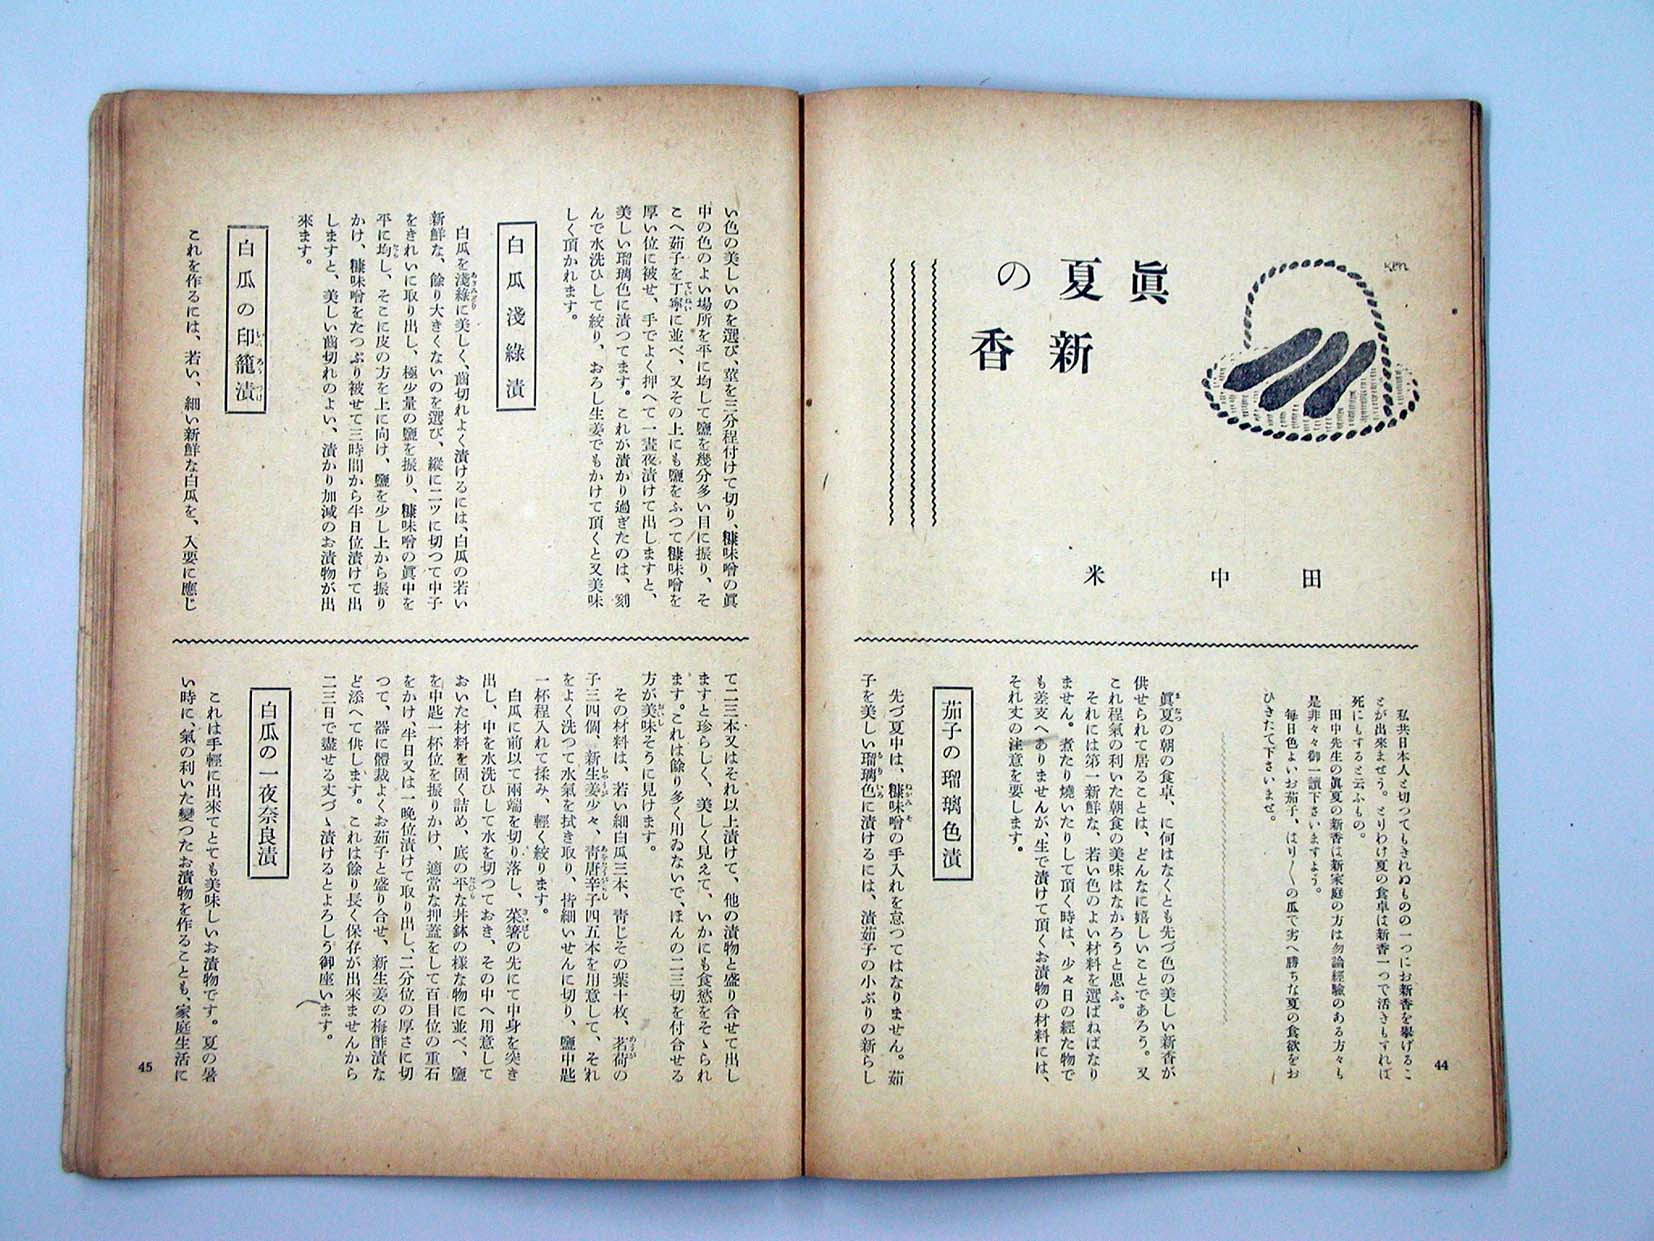 眞夏の
新香
田中米
私共日本人と切つてもきれぬものの一つにお新香を擧げるこ
とが出來ませう。とりわけ夏の食卓は新香一つで活きもすれば
死にもすると云ふもの。
田中先生の眞夏の新香は新家庭の方は勿論經驗のある方々も
是非々々御一讀下さいますよう。
毎日色よいお茄子、はり〳〵の瓜で劣へ勝ちな夏の食欲をお
ひきたて下さいませ。
眞夏の朝の食卓、に何はなくとも先づ色の美しい新香が
供せられて居ることは、どんなに嬉しいことであろう。又
これ程氣の利いた朝食の美味はなかろうと思ふ。
それには第一新鮮な、若い色のよい材料を選ばねばなり
ません。煮たり燒いたりして頂く時は、少々日の經た物で
も差支へありませんが、生で漬けて頂くお漬物の材料には、
それ丈の注意を要します。
茄子の瑠璃色漬
先づ夏中は、糠味噌の手入れを怠つてはなりません。茄
子を美しい瑠璃色に漬けるには、漬茄子の小ぶりの新らし
44
い色の美しいのを選び、莖を三分程付けて切り、糠味噌の眞
中の色のよい場所を平に均して鹽を幾分多い目に振り、そ
こへ茄子を丁寧に並べ、又その上にも鹽をふつて糠味噌を
厚い位に被せ、手でよく押へて一晝夜漬けて出しますと、
美しい瑠璃色に漬つてます。これが漬かり過ぎたのは、刻
んで水洗ひして絞り、おろし生姜でもかけて頂くと又美味
しく頂かれます。
白瓜淺綠漬
白瓜を淺綠に美しく、齒切れよく漬けるには、白瓜の若い
新鮮な、餘り大きくないのを選び、縱に二ツに切つて中子
をきれいに取り出し、極少量の鹽を振り、糠味噌の眞中を
平に均し、そこに皮の方を上に向け、鹽を少し上から振り
かけ、糠味噌をたつぷり被せて三時間から半日位漬けて出
しますと、美しい齒切れのよい、漬かり加減のお漬物が出
來ます。
白瓜の印籠漬
これを作るには、若い、細い新鮮な白瓜を、入要に應じ
て二三本又はそれ以上漬けて、他の漬物と盛り合せて出し
ますと珍らしく、美しく見えて、いかにも食慾をそゝられ
ます。これは餘り多く用ゐないで、ほんの二三切を付合せる
方が美味そうに見けます。
その材料は、若い細白瓜三本、靑じその葉十枚、茗荷の
子三四個、新生姜少々、靑唐辛子四五本を用意して、それ
をよく洗つて水氣を拭き取り、皆細いせんに切り、鹽中匙
一杯程入れて揉み、輕く絞ります。
白瓜に前以て兩端を切り落し、菜箸の先にて中身を突き
出し、中を水洗ひして水を切つておき、その中へ用意して
おいた材料を固く詰め、底の平な丼鉢の樣な物に並べ、鹽
を中匙一杯位を振りかけ、適當な押蓋をして百目位の重石
をかけ、半日又は一晩位漬けて取り出し、二分位の厚さに切
つて、器に體裁よくお茄子と盛り合せ、新生姜の梅酢漬な
ど添へて供します。これは餘り長く保存が出來ませんから
二三日で盡せる丈づゝ漬けるとよろしう御座います。
白瓜の一夜奈良漬
これは手輕に出來てとても美味しいお漬物です。夏の暑
い時に、氣の利いた變つたお漬物を作ることも、家庭生活に
45